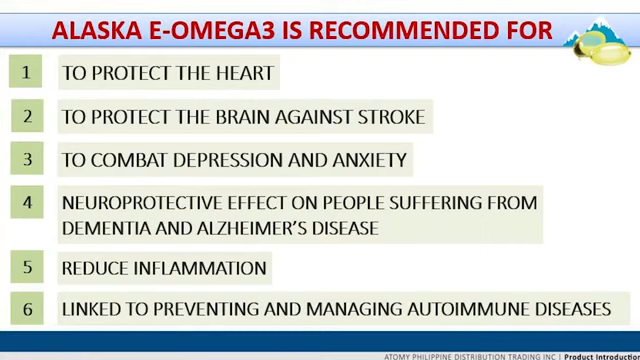 ALASKA E-OMEGA3 IS RECOMMENDED FOR
1 TO PROTECT THE HEART
2 TO PROTECT THE BRAIN AGAINST STROKE
3 TO COMBAT DEPRESSION AND ANXIETY
4 NEUROPROTECTIVE EFFECT ON PEOPLE SUFFERING FROM
DEMENTIA AND ALZHEIMER'S DISEASE
5 REDUCE INFLAMMATION
6 LINKED TO PREVENTING AND MANAGING AUTOIMMUNE DISEASES
ATOMY PHILIPPINE DISTRIBUTION TRADING INC | Product Introduction